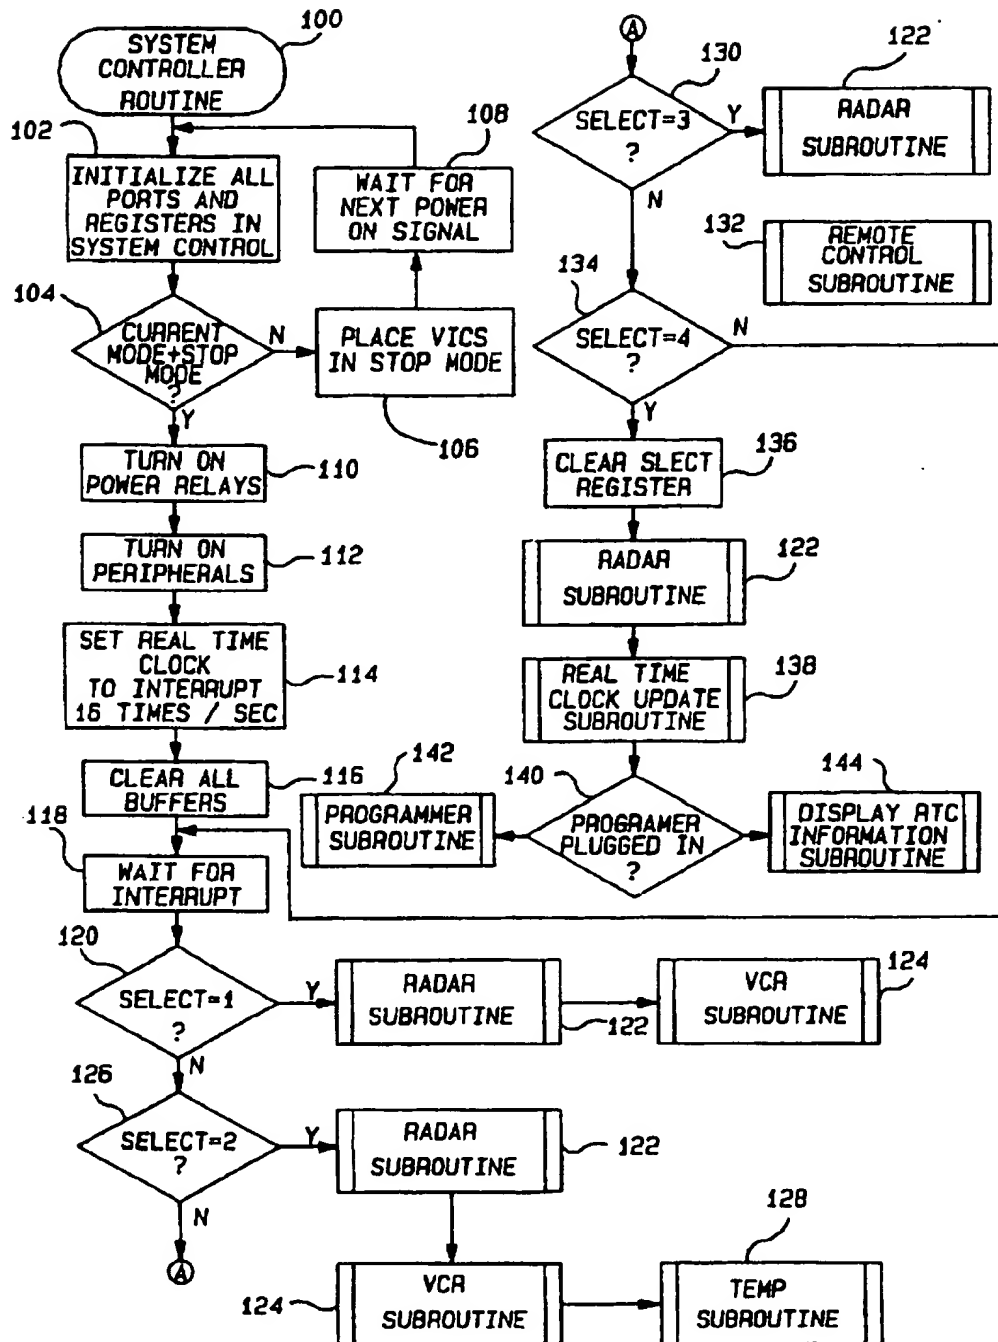 100
SYSTEM
CONTROLLER
ROUTINE
102
INITIALIZE ALL
PORTS AND
REGISTERS IN
SYSTEM CONTROL
108
WAIT FOR
NEXT POWER
ON SIGNAL
104
CURRENT
MODE+STOP
MODE
?
N
Y
PLACE VICS
IN STOP MODE
106
TURN ON
POWER RELAYS
110
TURN ON
PERIPHERALS
112
SET REAL TIME
CLOCK
TO INTERRUPT
16 TIMES / SEC
114
CLEAR ALL
BUFFERS
116
118
WAIT FOR
INTERRUPT
120
SELECT=1
?
Y
N
RADAR
SUBROUTINE
122
VCR
SUBROUTINE
124
126
SELECT=2
?
Y
N
A
RADAR
SUBROUTINE
122
124
VCR
SUBROUTINE
128
TEMP
SUBROUTINE
A
130
SELECT=3
?
Y
N
122
RADAR
SUBROUTINE
132
REMOTE
CONTROL
SUBROUTINE
134
SELECT=4
?
N
Y
CLEAR SLECT
REGISTER
136
RADAR
SUBROUTINE
122
REAL TIME
CLOCK UPDATE
SUBROUTINE
138
140
PROGRAMER
PLUGGED IN
?
142
PROGRAMMER
SUBROUTINE
144
DISPLAY RTC
INFORMATION
SUBROUTINE